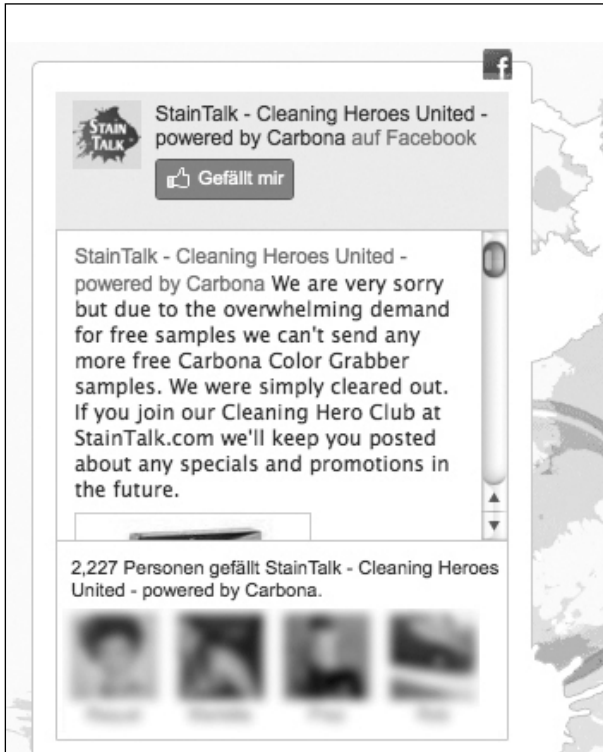 f
StainTalk - Cleaning Heroes United -
powered by Carbona auf Facebook
STAIN
TALK
Gefällt mir
StainTalk - Cleaning Heroes United -
powered by Carbona We are very sorry
but due to the overwhelming demand
for free samples we can't send any
more free Carbona Color Grabber
samples. We were simply cleared out.
If you join our Cleaning Hero Club at
StainTalk.com we'll keep you posted
about any specials and promotions in
the future.
2,227 Personen gefällt StainTalk - Cleaning Heroes
United - powered by Carbona.